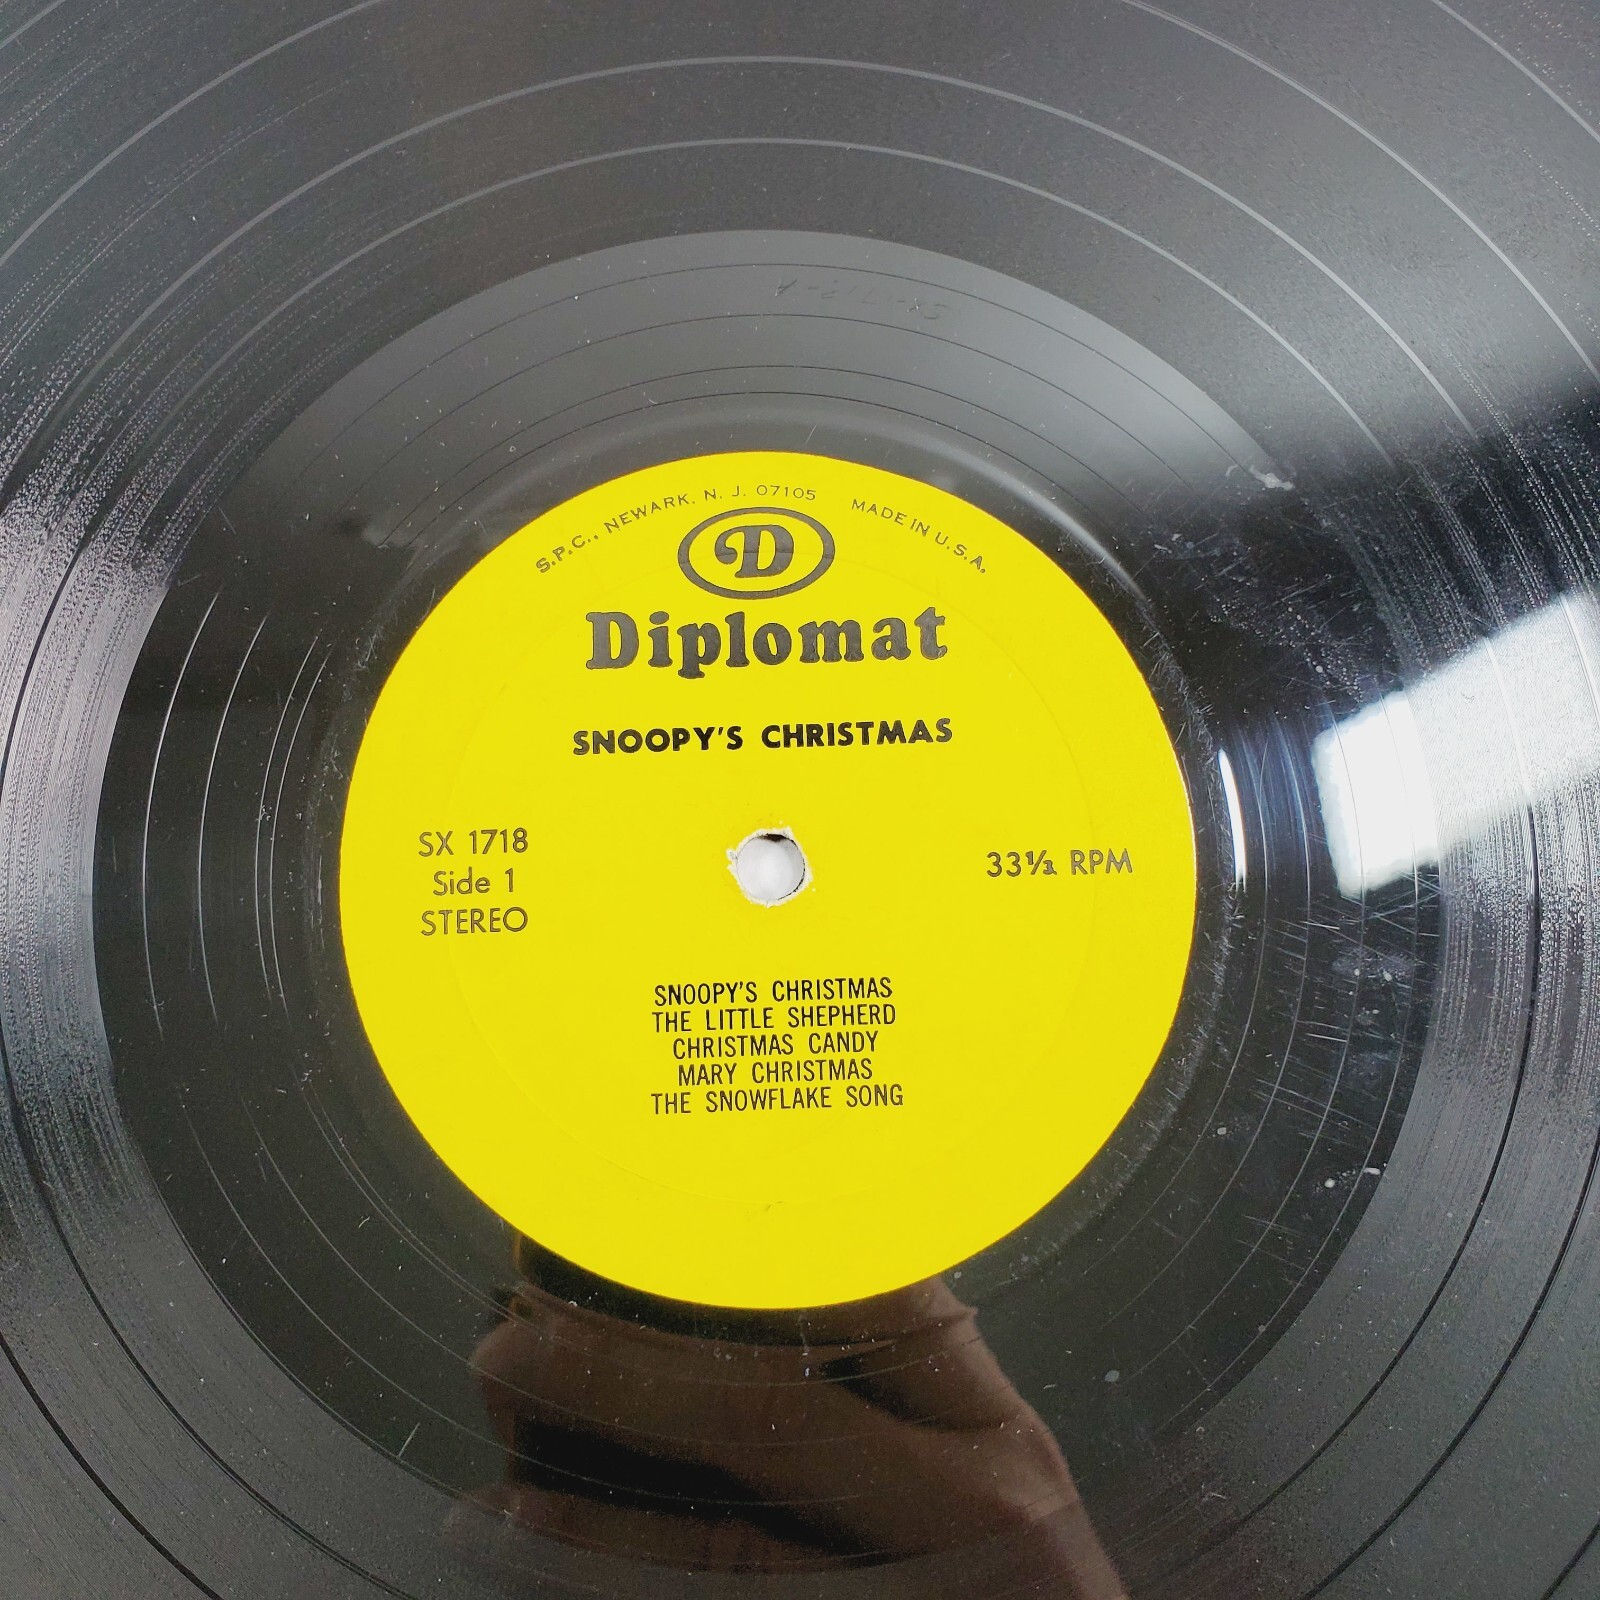 S.P.C., NEWARK, N. J. 07105 MADE IN U.S.A.
D
Diplomat
SNOOPY'S CHRISTMAS
SX 1718
Side 1
STEREO
33⅓ RPM
SNOOPY'S CHRISTMAS
THE LITTLE SHEPHERD
CHRISTMAS CANDY
MARY CHRISTMAS
THE SNOWFLAKE SONG